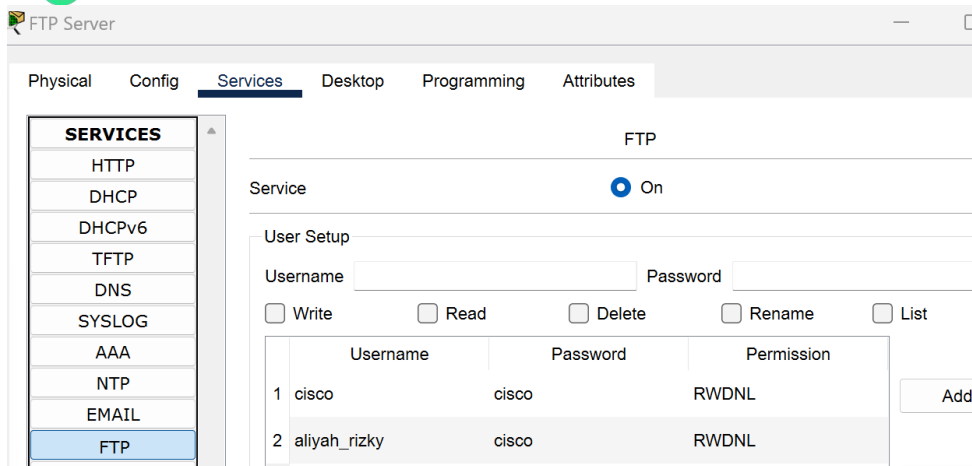 FTP Server
Physical Config Services Desktop Programming Attributes
SERVICES
HTTP
DHCP
DHCPv6
TFTP
DNS
SYSLOG
AAA
NTP
EMAIL
FTP
FTP
Service On
User Setup
Username Password
Write Read Delete Rename List
Username Password Permission
1 cisco cisco RWDNL
2 aliyah_rizky cisco RWDNL
Add